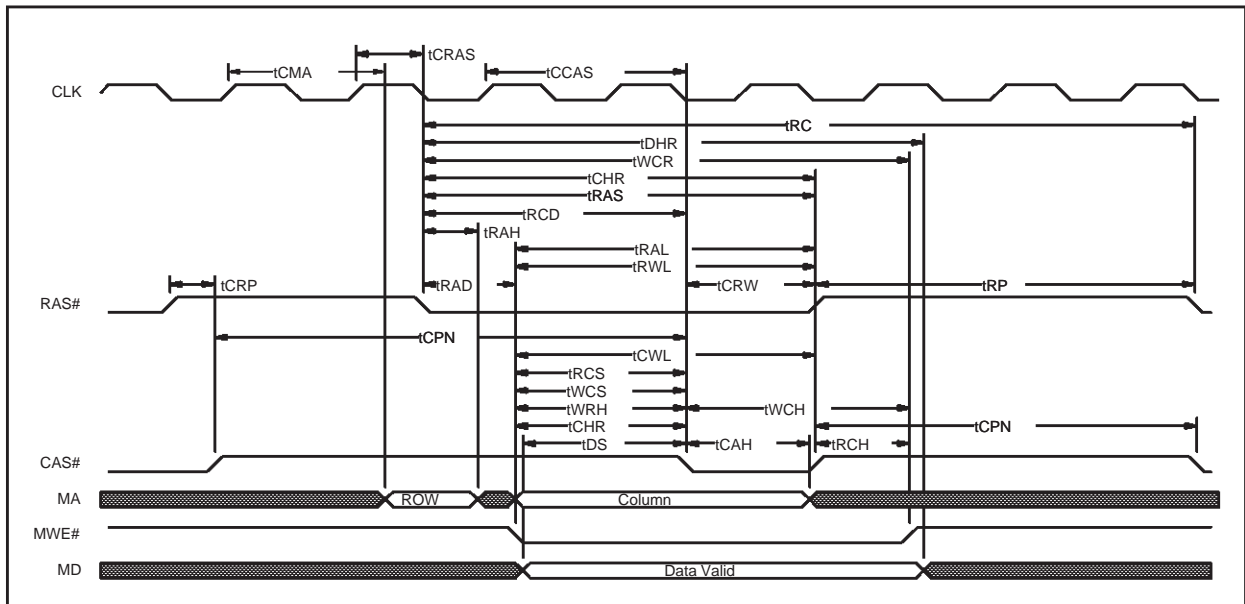 tCRAS
tCMA
tCCAS
CLK
tRC
tDHR
tWCR
tCHR
tRAS
tRCD
tRAH
tRAL
tRWL
tCRP
tRAD
tCRW
tRP
RAS#
tCPN
tCWL
tRCS
tWCS
tWRH
tWCH
tCHR
tCPN
tDS
tCAH
tRCH
CAS#
MA
ROW
Column
MWE#
MD
Data Valid